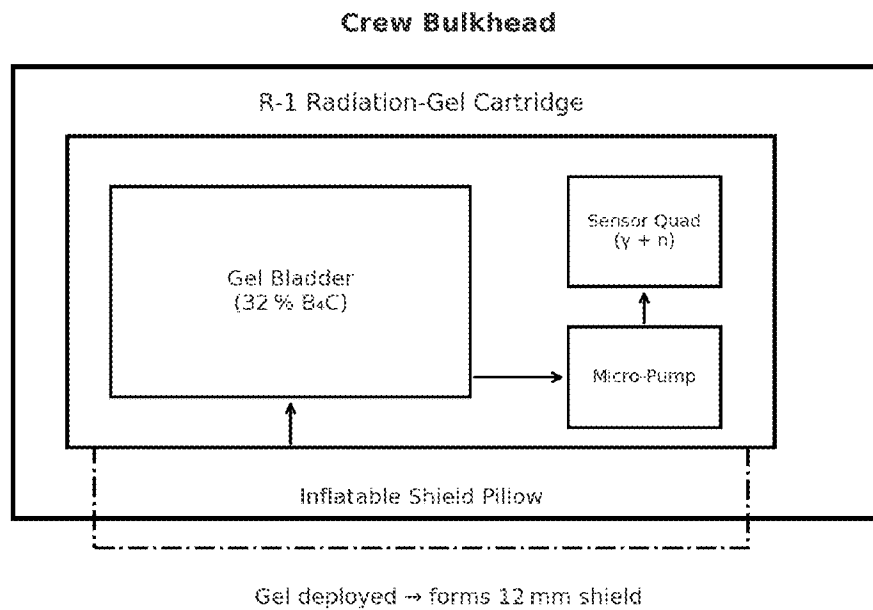 Crew Bulkhead
R-1 Radiation-Gel Cartridge
Sensor Quad
(γ + n)
Gel Bladder
(32 % B₄C)
Micro-Pump
Inflatable Shield Pillow
Gel deployed → forms 12 mm shield